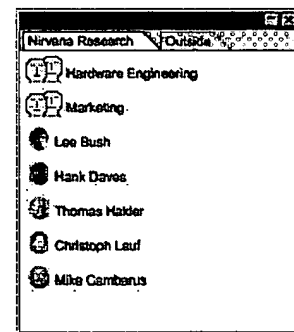 Nirvana Research Outside
Hardware Engineering
Marketing
Lee Bush
Hank Daves
Thomas Halder
Christoph Lauf
Mike Cambarus